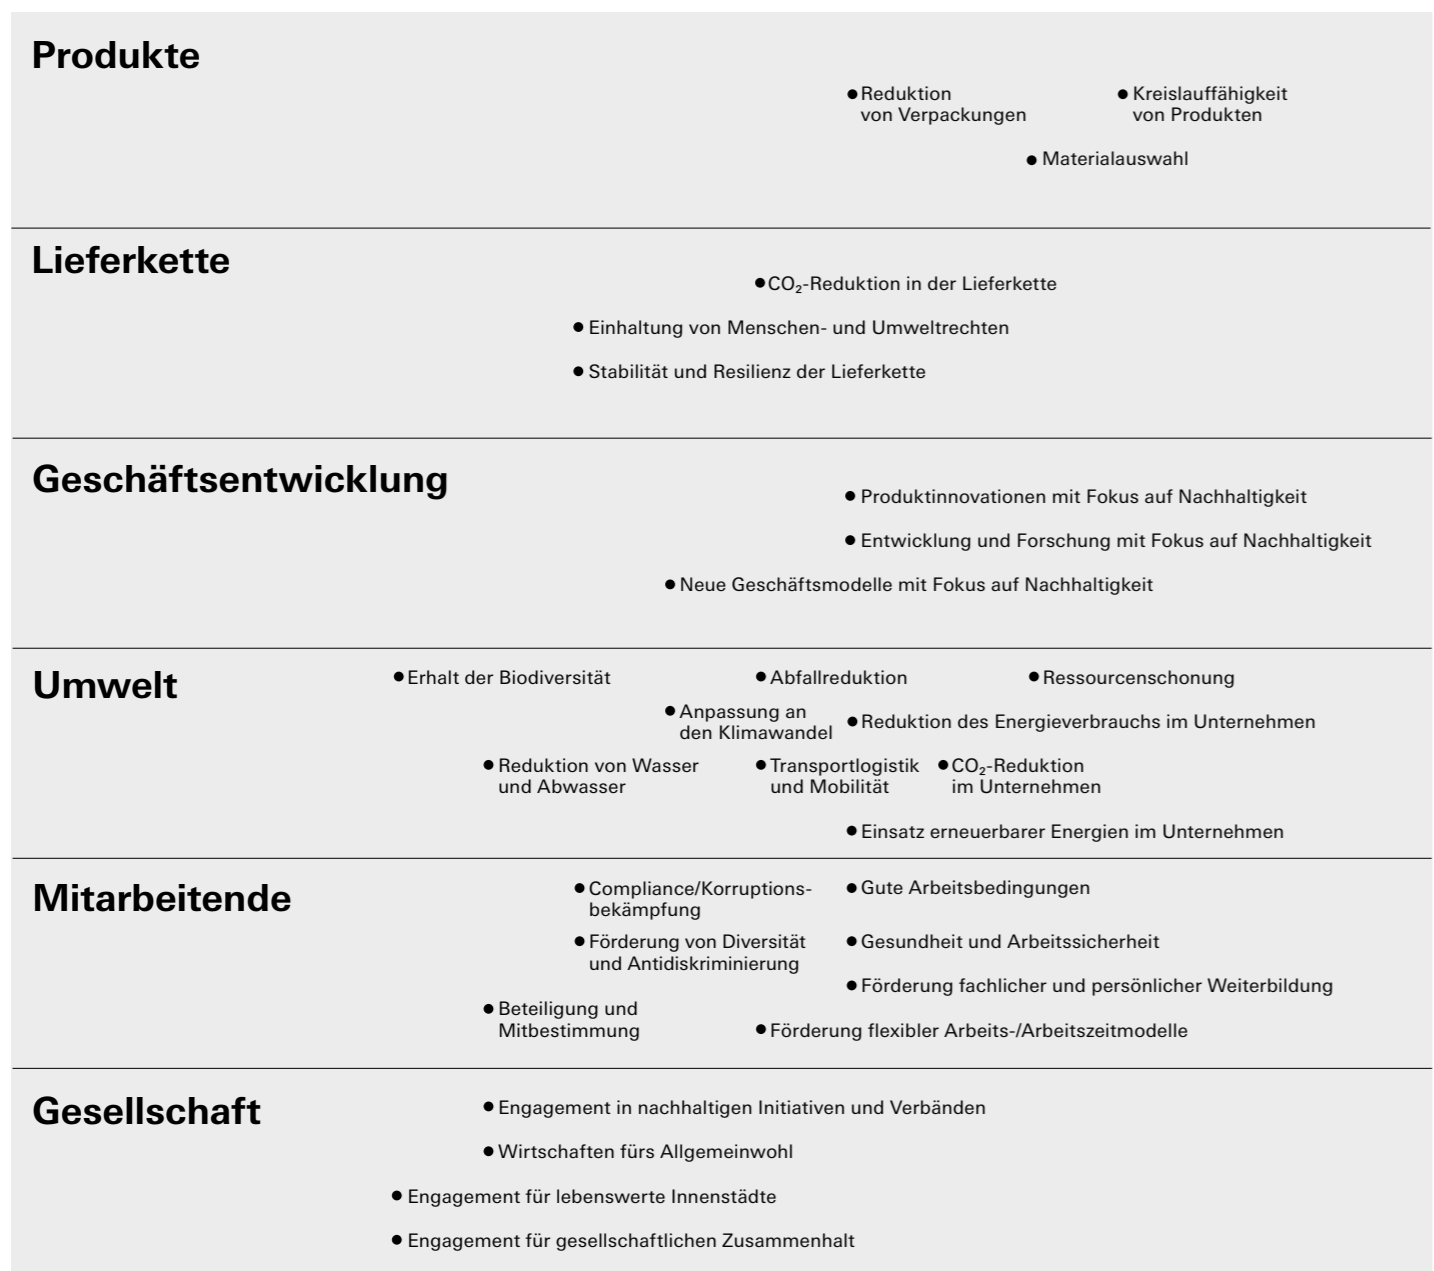 Produkte
● Reduktion
von Verpackungen
● Kreislauffähigkeit
von Produkten
● Materialauswahl
Lieferkette
● CO₂-Reduktion in der Lieferkette
● Einhaltung von Menschen- und Umweltrechten
● Stabilität und Resilienz der Lieferkette
Geschäftsentwicklung
● Produktinnovationen mit Fokus auf Nachhaltigkeit
● Entwicklung und Forschung mit Fokus auf Nachhaltigkeit
● Neue Geschäftsmodelle mit Fokus auf Nachhaltigkeit
Umwelt
● Erhalt der Biodiversität
● Abfallreduktion
● Ressourcenschonung
● Anpassung an
den Klimawandel
● Reduktion des Energieverbrauchs im Unternehmen
● Reduktion von Wasser
und Abwasser
● Transportlogistik
und Mobilität
● CO₂-Reduktion
im Unternehmen
● Einsatz erneuerbarer Energien im Unternehmen
Mitarbeitende
● Compliance/Korruptions-
bekämpfung
● Gute Arbeitsbedingungen
● Förderung von Diversität
und Antidiskriminierung
● Gesundheit und Arbeitssicherheit
● Förderung fachlicher und persönlicher Weiterbildung
● Beteiligung und
Mitbestimmung
● Förderung flexibler Arbeits-/Arbeitszeitmodelle
Gesellschaft
● Engagement in nachhaltigen Initiativen und Verbänden
● Wirtschaften fürs Allgemeinwohl
● Engagement für lebenswerte Innenstädte
● Engagement für gesellschaftlichen Zusammenhalt